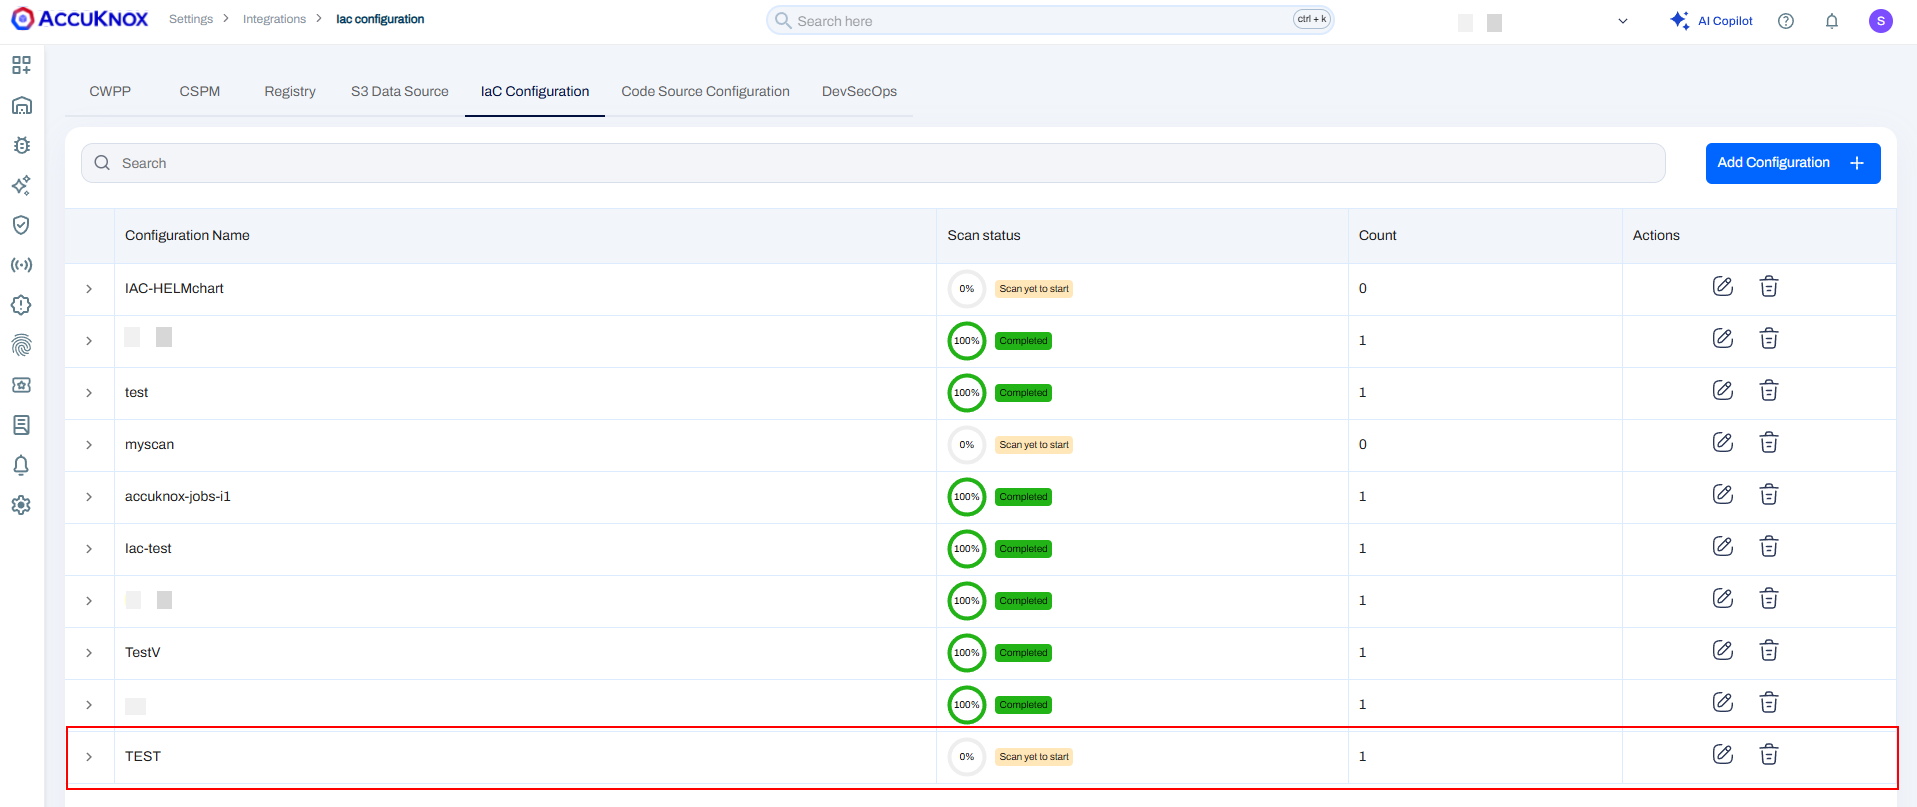 ACCUKNOX Settings > Integrations > Iac configuration Search here ctrl + k AI Copilot S
CWPP CSPM Registry S3 Data Source IaC Configuration Code Source Configuration DevSecOps
Search Add Configuration +
Configuration Name Scan status Count Actions
IAC-HELMchart 0% Scan yet to start 0
100% Completed 1
test 100% Completed 1
myscan 0% Scan yet to start 0
accuknox-jobs-i1 100% Completed 1
Iac-test 100% Completed 1
100% Completed 1
TestV 100% Completed 1
100% Completed 1
TEST 0% Scan yet to start 1